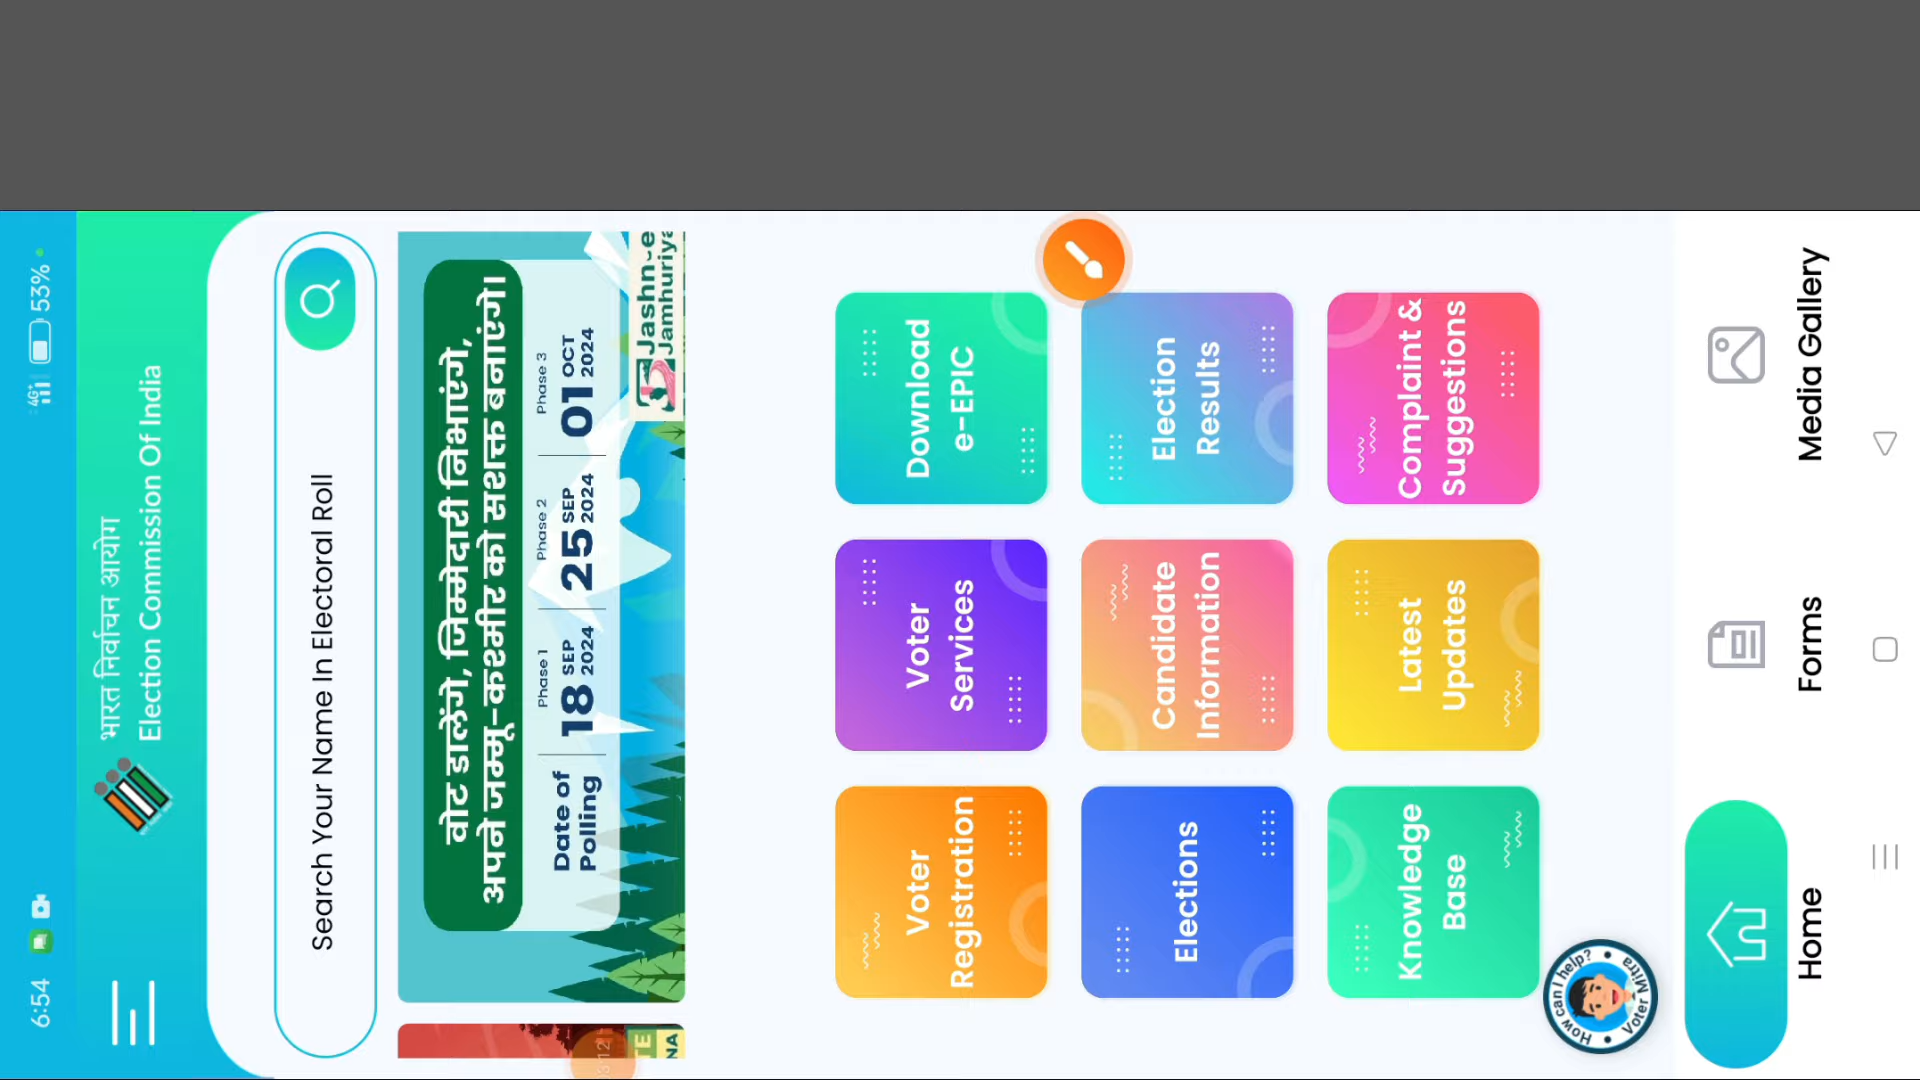 6:54
4G+
53%
भारत निर्वाचन आयोग
Election Commission Of India
Search Your Name In Electoral Roll
वोट डालेंगे, जिम्मेदारी निभाएंगे,
अपने जम्मू-कश्मीर को सशक्त बनाएंगे।
Date of
Polling
Phase 1
18 SEP 2024
Phase 2
25 SEP 2024
Phase 3
01 OCT 2024
Jashn-e
Jamhuriya
Voter
Registration
Voter
Services
Download
e-EPIC
Elections
Candidate
Information
Election
Results
Knowledge
Base
Latest
Updates
Complaint &
Suggestions
How can I help?
Voter Mitra
Home
Forms
Media Gallery